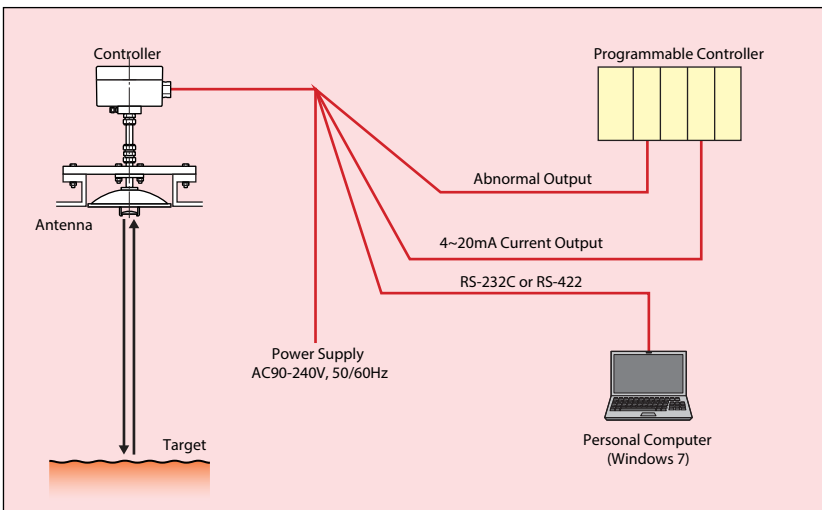 Controller
Programmable Controller
Abnormal Output
Antenna
4~20mA Current Output
RS-232C or RS-422
Power Supply
AC90-240V, 50/60Hz
Target
Personal Computer
(Windows 7)